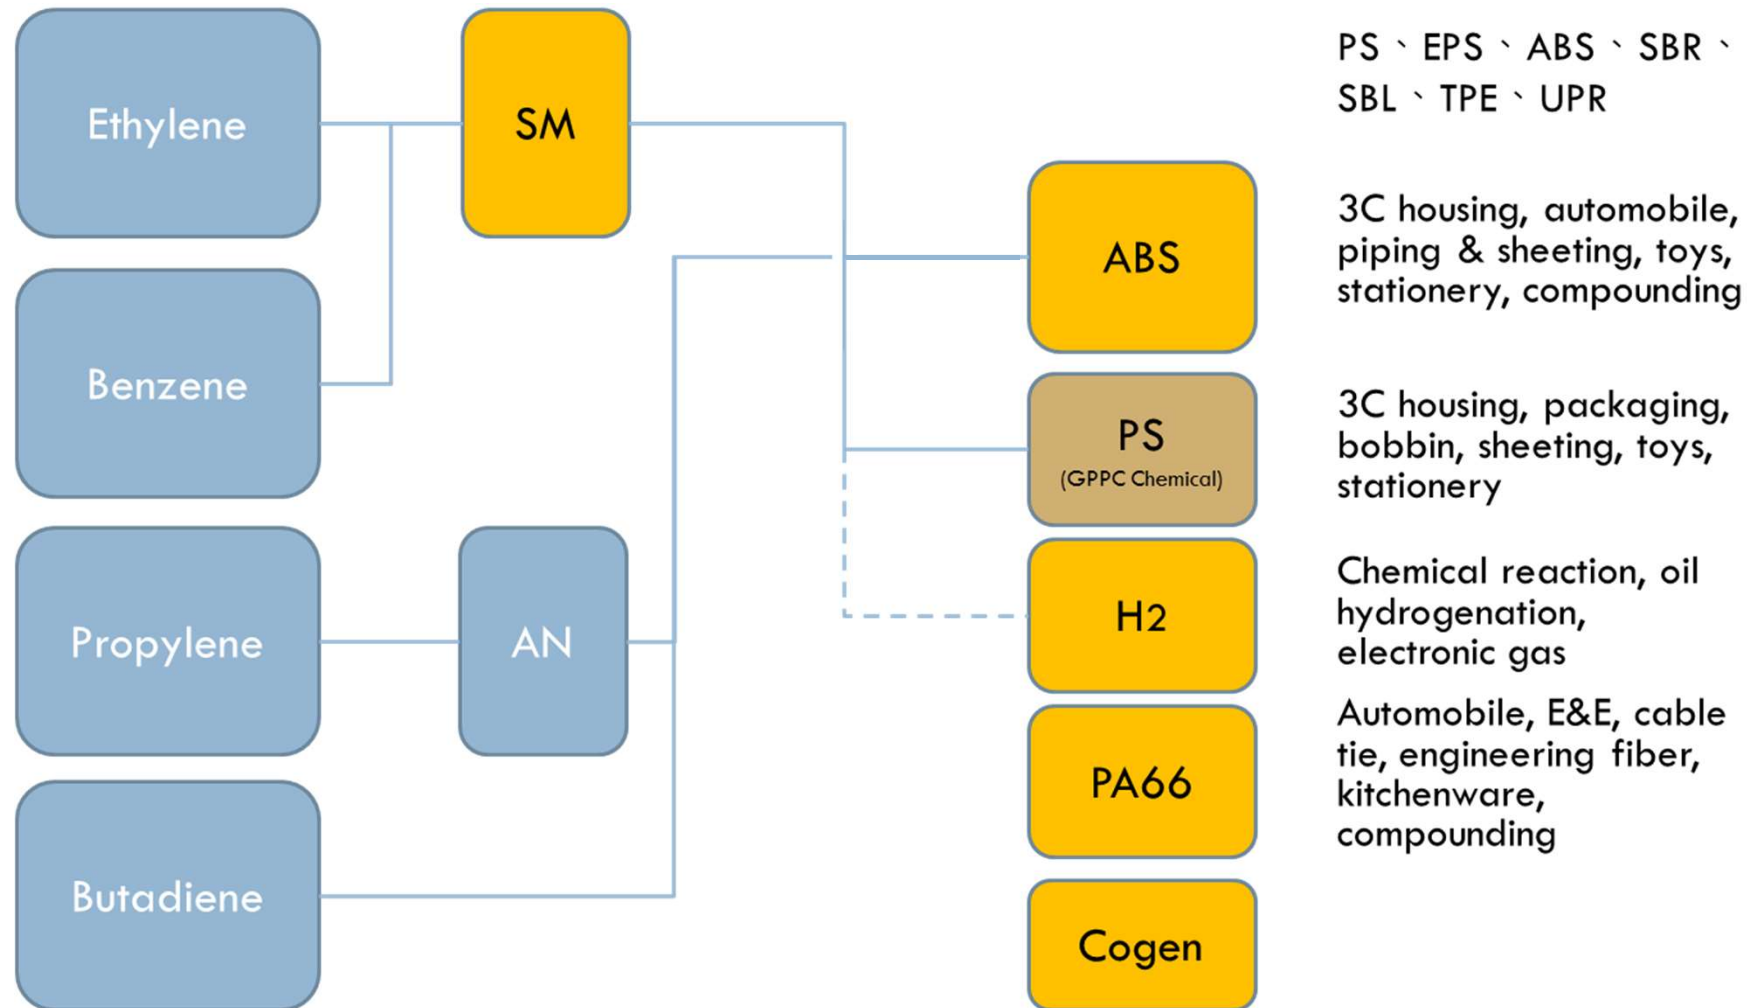 Ethylene
SM
PS、EPS、ABS、SBR、
SBL、TPE、UPR
ABS
3C housing, automobile,
piping & sheeting, toys,
stationery, compounding
Benzene
PS
(GPPC Chemical)
3C housing, packaging,
bobbin, sheeting, toys,
stationery
Propylene
AN
H2
Chemical reaction, oil
hydrogenation,
electronic gas
PA66
Automobile, E&E, cable
tie, engineering fiber,
kitchenware,
compounding
Butadiene
Cogen